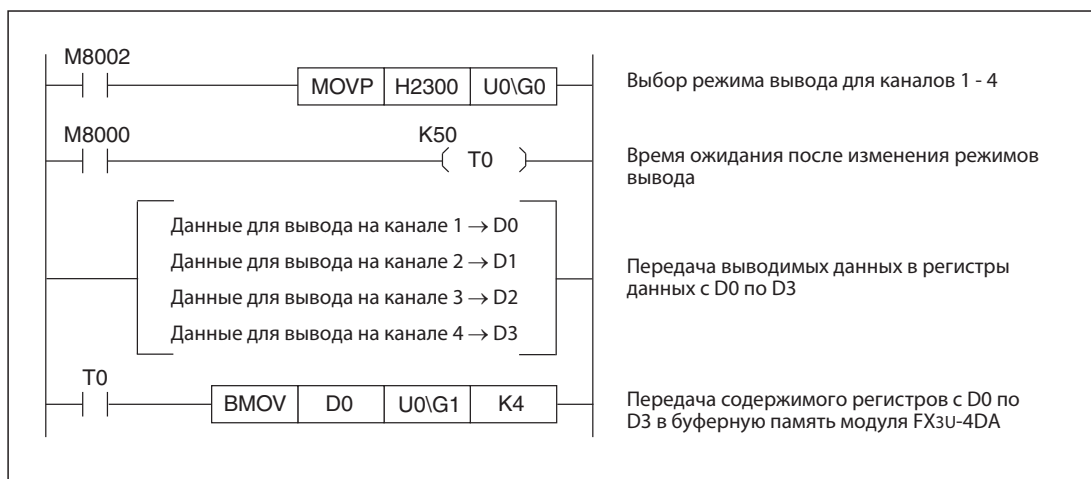 M8002
MOVP H2300 U0\G0
Выбор режима вывода для каналов 1 - 4
M8000
K50
T0
Время ожидания после изменения режимов
вывода
Данные для вывода на канале 1 → D0
Данные для вывода на канале 2 → D1
Данные для вывода на канале 3 → D2
Данные для вывода на канале 4 → D3
Передача выводимых данных в регистры
данных с D0 по D3
T0
BMOV D0 U0\G1 K4
Передача содержимого регистров с D0 по
D3 в буферную память модуля FX3U-4DA